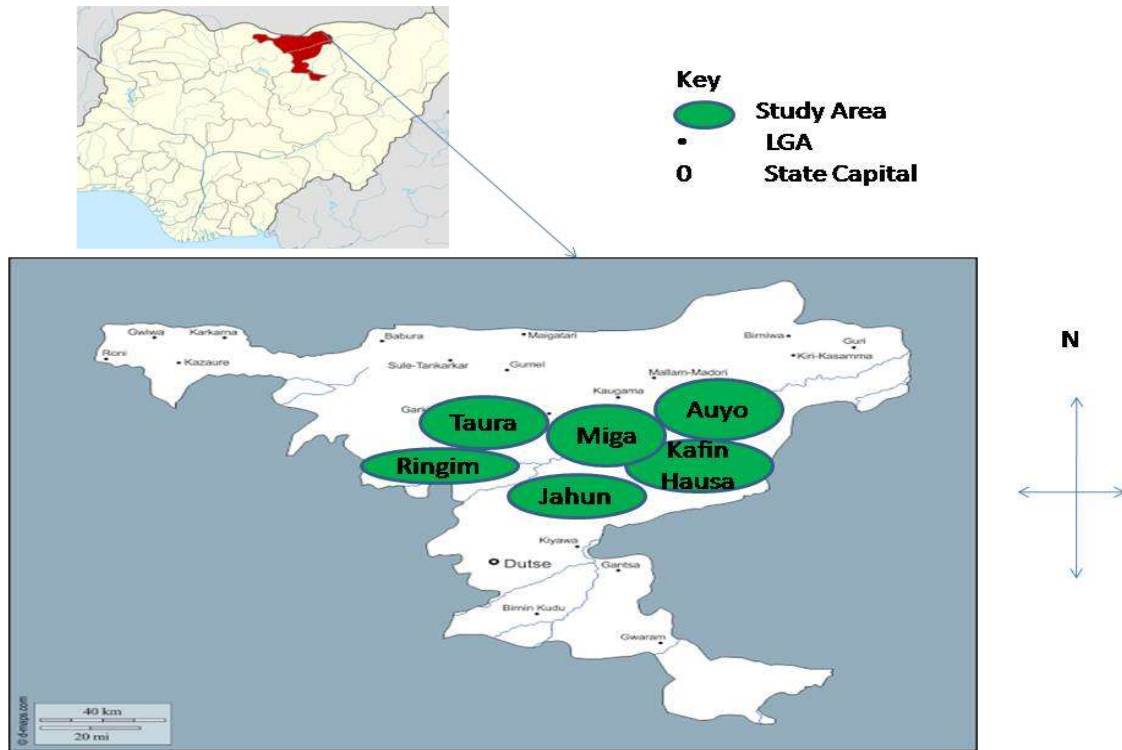 Key
Study Area
• LGA
0 State Capital
N
Gwiwa
Karkarna
Roni
Kazaure
Babura
Maigatari
Birniwa
Guri
Kiri-Kasamma
Sule-Tankarkar
Gumel
Mallam-Madori
Kaugama
Taura
Miga
Auyo
Ringim
Kafin
Hausa
Jahun
Kiyawa
Dutse
Gantsa
Birnin Kudu
Gwaram
40 km
20 mi
© d-maps.com